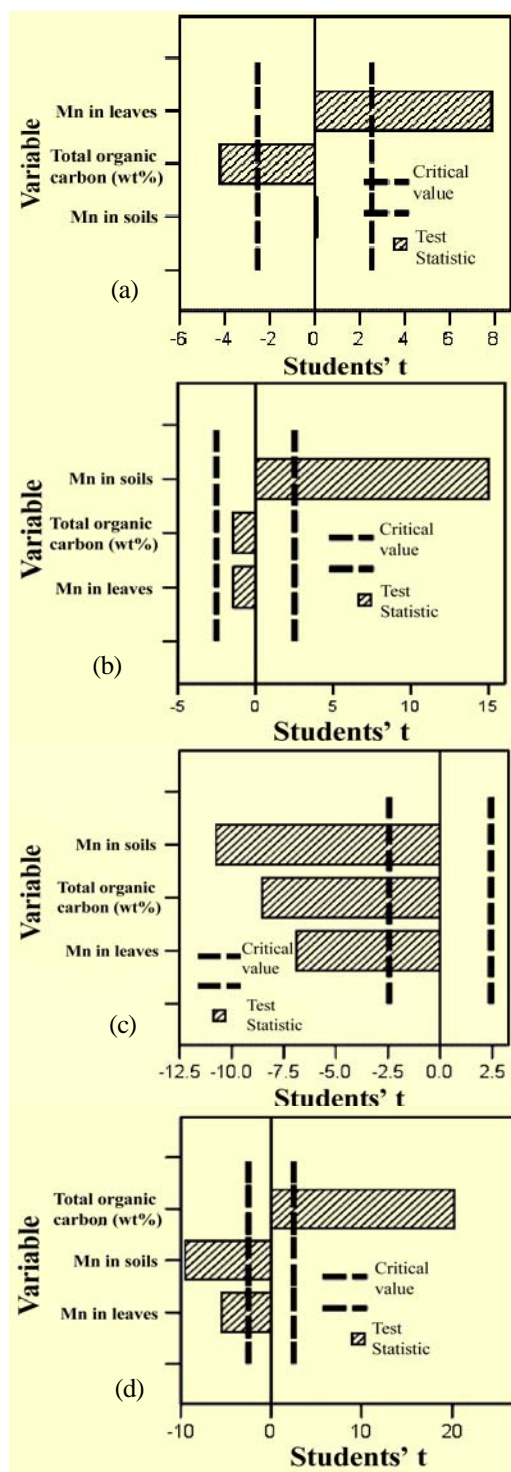 Variable
Mn in leaves
Total organic
carbon (wt%)
Mn in soils
Critical
value
Test
Statistic
(a)
-6 -4 -2 0 2 4 6 8
Students' t
Variable
Mn in soils
Total organic
carbon (wt%)
Mn in leaves
Critical
value
Test
Statistic
(b)
-5 0 5 10 15
Students' t
Variable
Mn in soils
Total organic
carbon (wt%)
Mn in leaves
Critical
value
Test
Statistic
(c)
-12.5 -10.0 -7.5 -5.0 -2.5 0.0 2.5
Students' t
Variable
Total organic
carbon (wt%)
Mn in soils
Mn in leaves
Critical
value
Test
Statistic
(d)
-10 0 10 20
Students' t